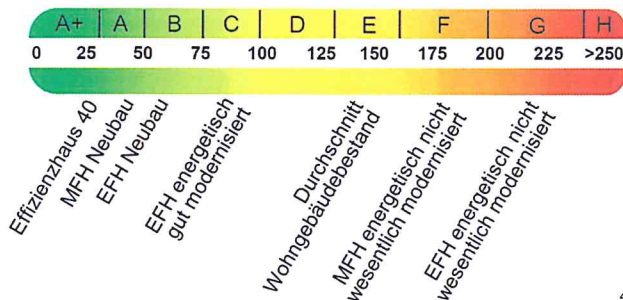 A+ A B C D E F G H
0 25 50 75 100 125 150 175 200 225 >250
Effizienzhaus 40
MFH Neubau
EFH Neubau
EFH energetisch
gut modernisiert
Durchschnitt
Wohngebäudebestand
MFH energetisch nicht
wesentlich modernisiert
EFH energetisch nicht
wesentlich modernisiert